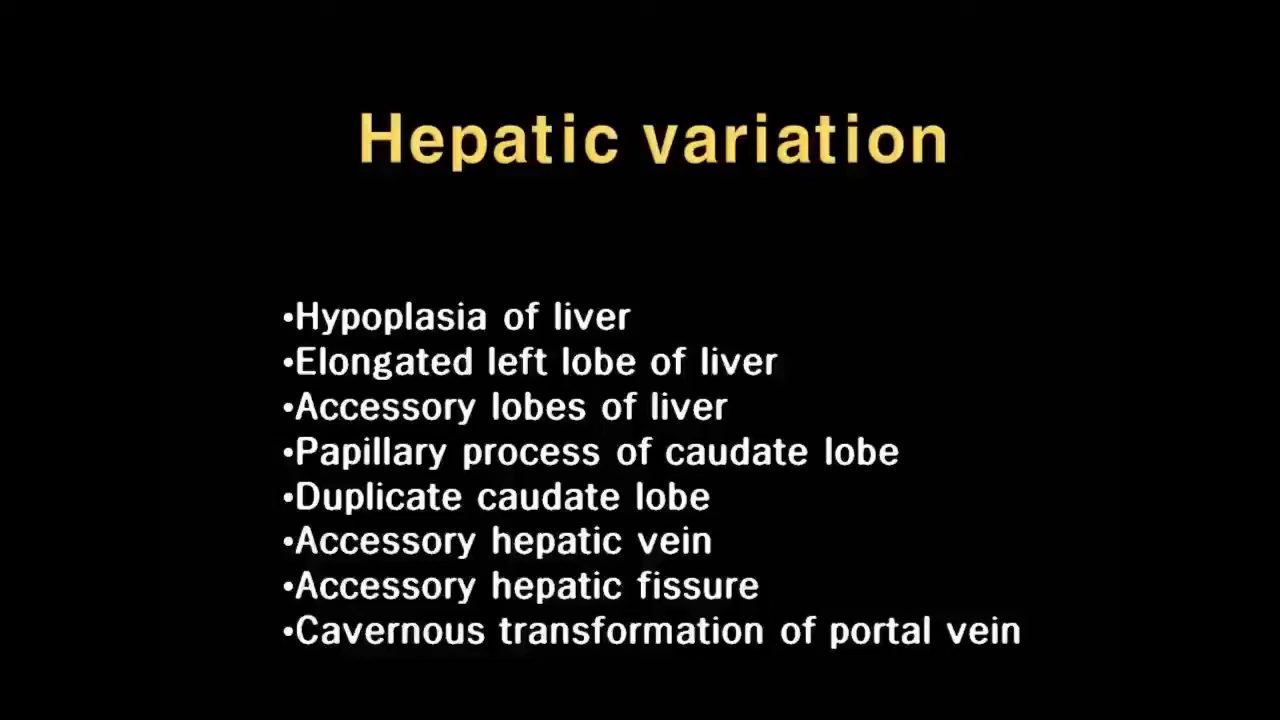 Hepatic variation
•Hypoplasia of liver
•Elongated left lobe of liver
•Accessory lobes of liver
•Papillary process of caudate lobe
•Duplicate caudate lobe
•Accessory hepatic vein
•Accessory hepatic fissure
•Cavernous transformation of portal vein